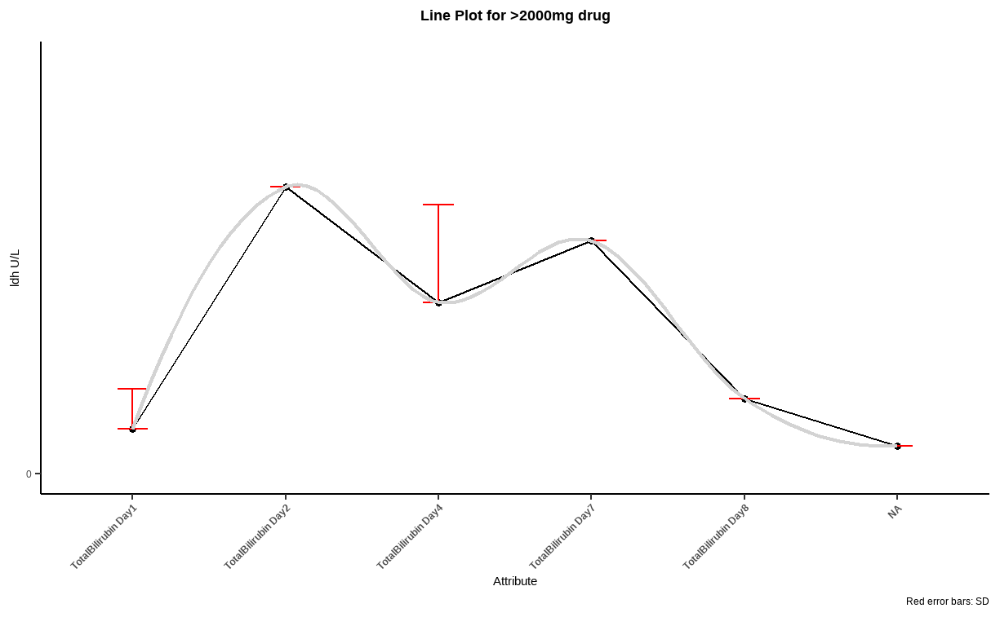 Line Plot for >2000mg drug
ldh U/L
0
TotalBilirubin Day1
TotalBilirubin Day2
TotalBilirubin Day4
TotalBilirubin Day7
TotalBilirubin Day8
NA
Attribute
Red error bars: SD